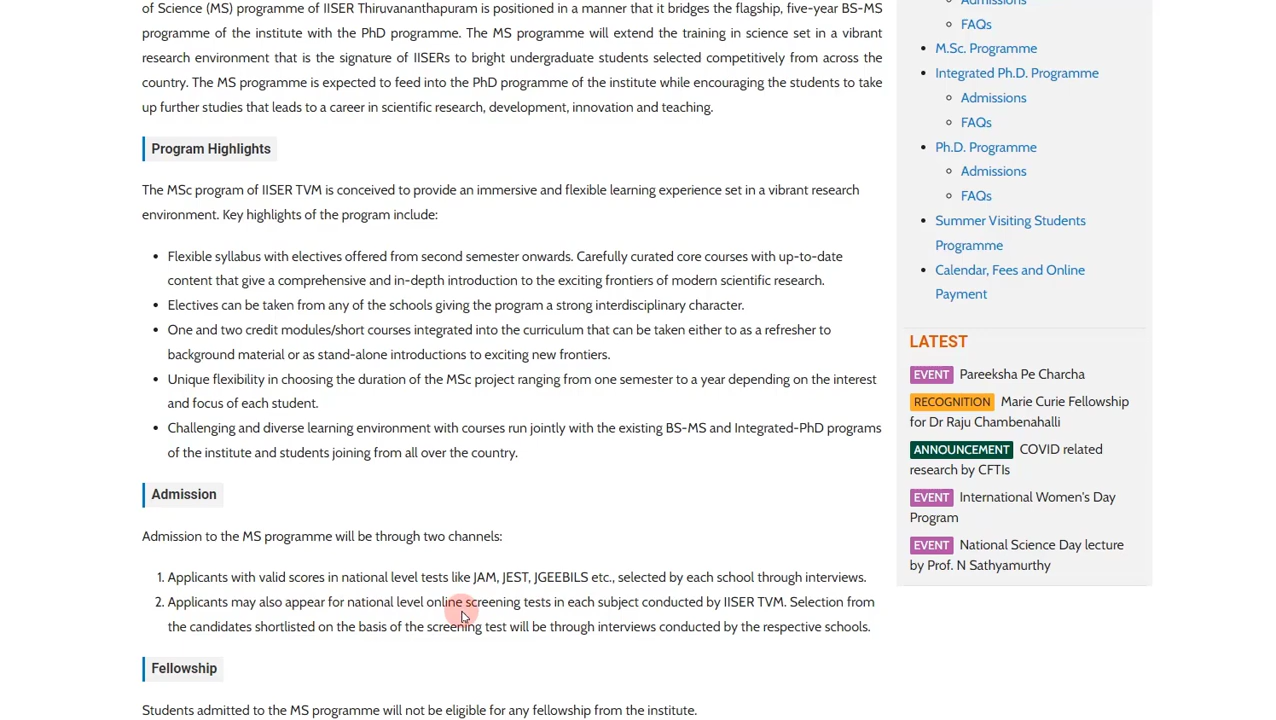 of Science (MS) programme of IISER Thiruvananthapuram is positioned in a manner that it bridges the flagship, five-year BS-MS
programme of the institute with the PhD programme. The MS programme will extend the training in science set in a vibrant
research environment that is the signature of IISERs to bright undergraduate students selected competitively from across the
country. The MS programme is expected to feed into the PhD programme of the institute while encouraging the students to take
up further studies that leads to a career in scientific research, development, innovation and teaching.
Program Highlights
The MSc program of IISER TVM is conceived to provide an immersive and flexible learning experience set in a vibrant research
environment. Key highlights of the program include:
• Flexible syllabus with electives offered from second semester onwards. Carefully curated core courses with up-to-date
content that give a comprehensive and in-depth introduction to the exciting frontiers of modern scientific research.
• Electives can be taken from any of the schools giving the program a strong interdisciplinary character.
• One and two credit modules/short courses integrated into the curriculum that can be taken either to as a refresher to
background material or as stand-alone introductions to exciting new frontiers.
• Unique flexibility in choosing the duration of the MSc project ranging from one semester to a year depending on the interest
and focus of each student.
• Challenging and diverse learning environment with courses run jointly with the existing BS-MS and Integrated-PhD programs
of the institute and students joining from all over the country.
Admission
Admission to the MS programme will be through two channels:
1. Applicants with valid scores in national level tests like JAM, JEST, JGEEBILS etc., selected by each school through interviews.
2. Applicants may also appear for national level online screening tests in each subject conducted by IISER TVM. Selection from
the candidates shortlisted on the basis of the screening test will be through interviews conducted by the respective schools.
Fellowship
Students admitted to the MS programme will not be eligible for any fellowship from the institute.
Admissions
FAQs
M.Sc. Programme
Integrated Ph.D. Programme
Admissions
FAQs
Ph.D. Programme
Admissions
FAQs
Summer Visiting Students
Programme
Calendar, Fees and Online
Payment
LATEST
EVENT Pareeksha Pe Charcha
RECOGNITION Marie Curie Fellowship
for Dr Raju Chambenahalli
ANNOUNCEMENT COVID related
research by CFTIs
EVENT International Women's Day
Program
EVENT National Science Day lecture
by Prof. N Sathyamurthy